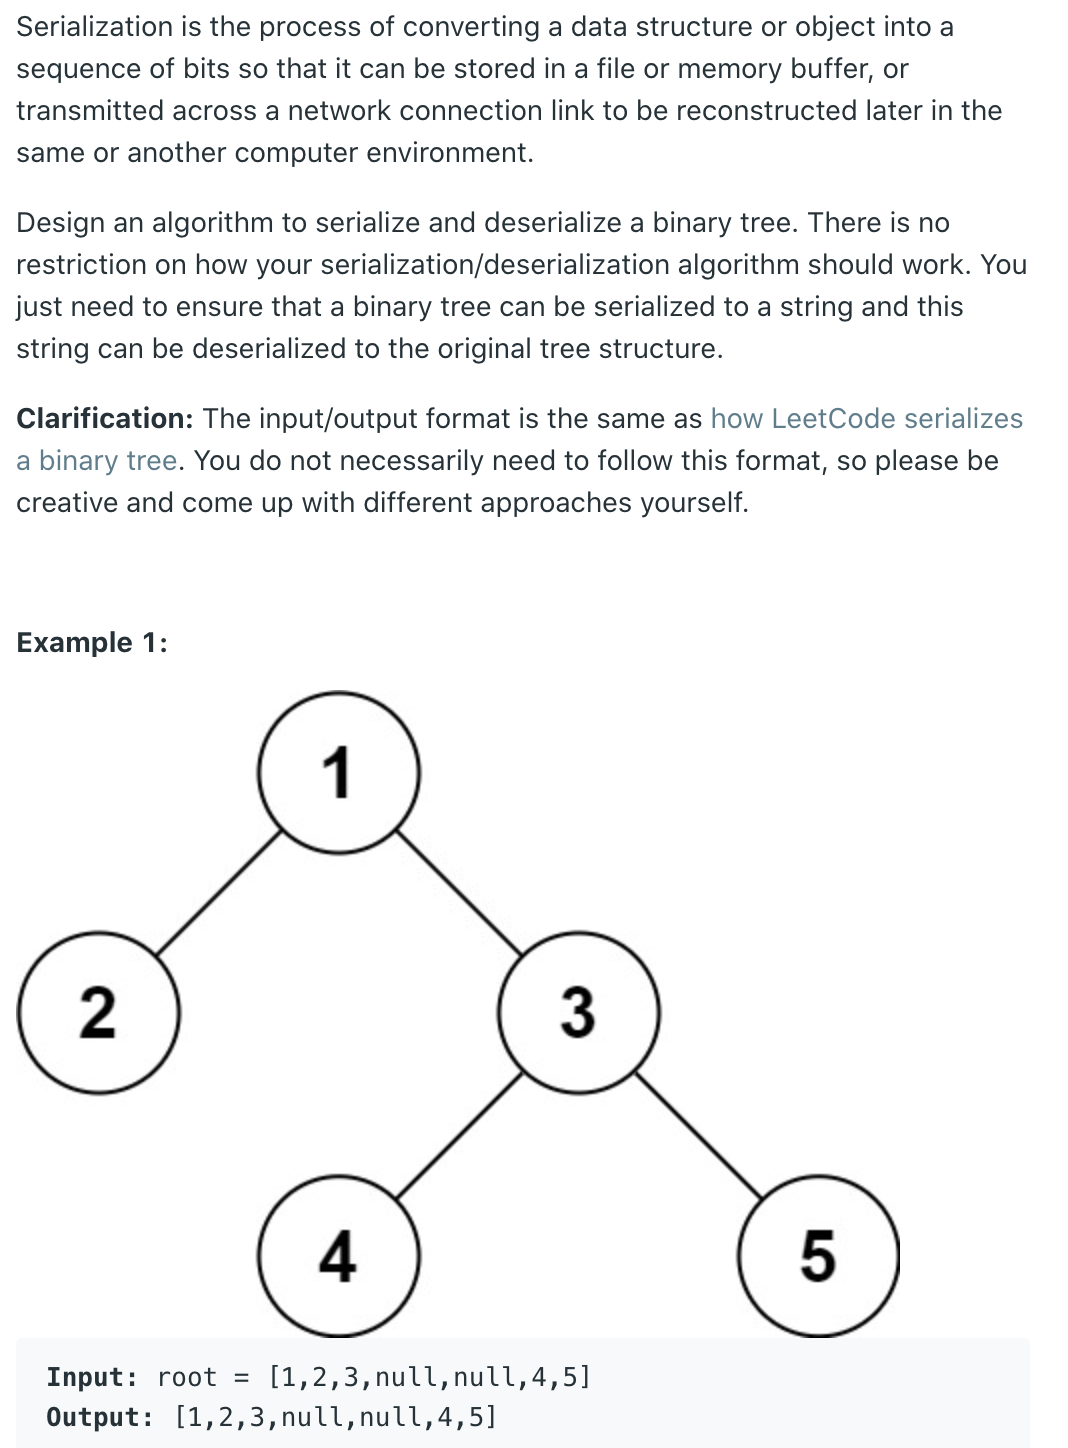 Serialization is the process of converting a data structure or object into a
sequence of bits so that it can be stored in a file or memory buffer, or
transmitted across a network connection link to be reconstructed later in the
same or another computer environment.
Design an algorithm to serialize and deserialize a binary tree. There is no
restriction on how your serialization/deserialization algorithm should work. You
just need to ensure that a binary tree can be serialized to a string and this
string can be deserialized to the original tree structure.
Clarification: The input/output format is the same as how LeetCode serializes
a binary tree. You do not necessarily need to follow this format, so please be
creative and come up with different approaches yourself.
Example 1:
1
2
3
4
5
Input: root = [1,2,3,null,null,4,5]
Output: [1,2,3,null,null,4,5]